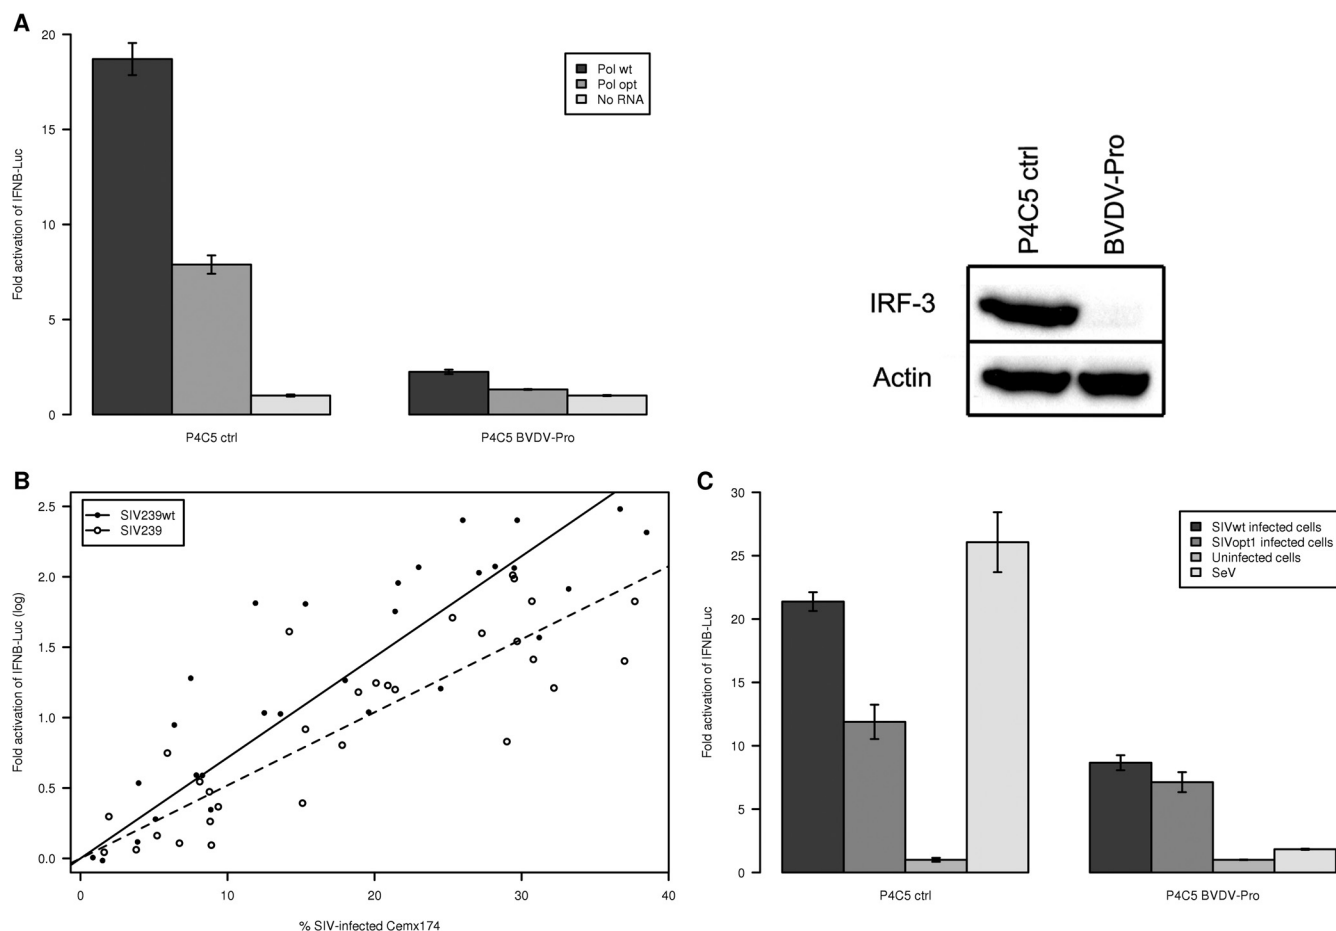 A
Fold activation of IFNB-Luc
20
15
10
5
0
Pol wt
Pol opt
No RNA
P4C5 ctrl
P4C5 BVDV-Pro
P4C5 ctrl
BVDV-Pro
IRF-3
Actin
B
Fold activation of IFNB-Luc (log)
2.5
2.0
1.5
1.0
0.5
0.0
SIV239wt
SIV239
0
10
20
30
40
% SIV-infected Cemx174
C
Fold activation of IFNB-Luc
30
25
20
15
10
5
0
SIVwt infected cells
SIVopt1 infected cells
Uninfected cells
SeV
P4C5 ctrl
P4C5 BVDV-Pro